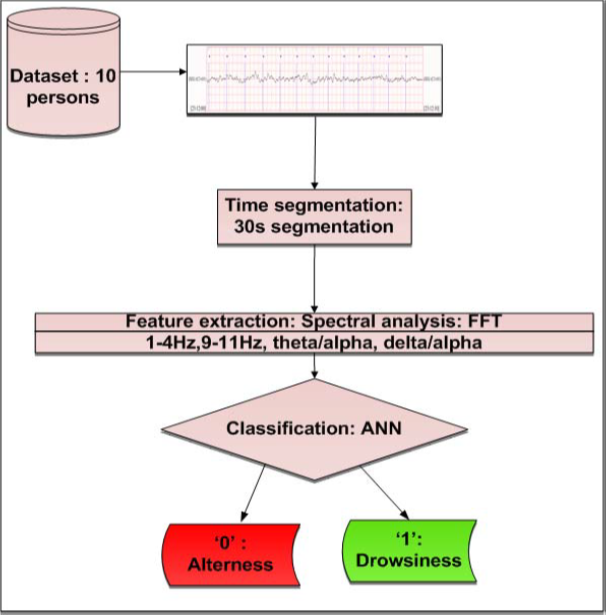 Dataset : 10
persons
Time segmentation:
30s segmentation
Feature extraction: Spectral analysis: FFT
1-4Hz,9-11Hz, theta/alpha, delta/alpha
Classification: ANN
‘0’ :
Alterness
‘1’:
Drowsiness